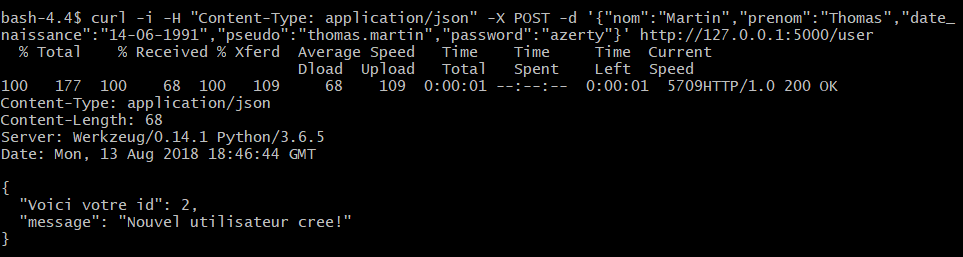 bash-4.4$ curl -i -H "Content-Type: application/json" -X POST -d '{"nom":"Martin","prenom":"Thomas","date_
naissance":"14-06-1991","pseudo":"thomas.martin","password":"azerty"}' http://127.0.0.1:5000/user
  % Total    % Received % Xferd  Average Speed   Time    Time     Time  Current
                                 Dload  Upload   Total   Spent    Left  Speed
100   177  100    68  100   109     68    109  0:00:01 --:--:--  0:00:01  5709HTTP/1.0 200 OK
Content-Type: application/json
Content-Length: 68
Server: Werkzeug/0.14.1 Python/3.6.5
Date: Mon, 13 Aug 2018 18:46:44 GMT

{
  "Voici votre id": 2,
  "message": "Nouvel utilisateur cree!"
}